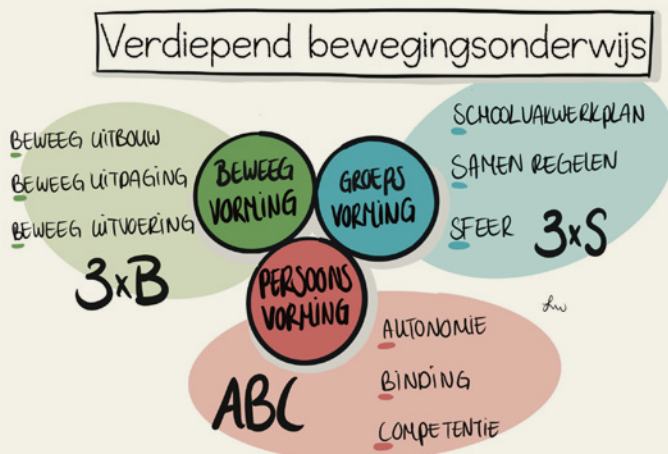 Verdiepend bewegingsonderwijs
BEWEEG UITBOUW
BEWEEG UITDAGING
BEWEEG UITVOERING
3xB
BEWEEG
VORMING
GROEPS
VORMING
SCHOOLVAKWERKPLAN
SAMEN REGELEN
SFEER
3xS
PERSOONS
VORMING
ABC
AUTONOMIE
BINDING
COMPETENTIE